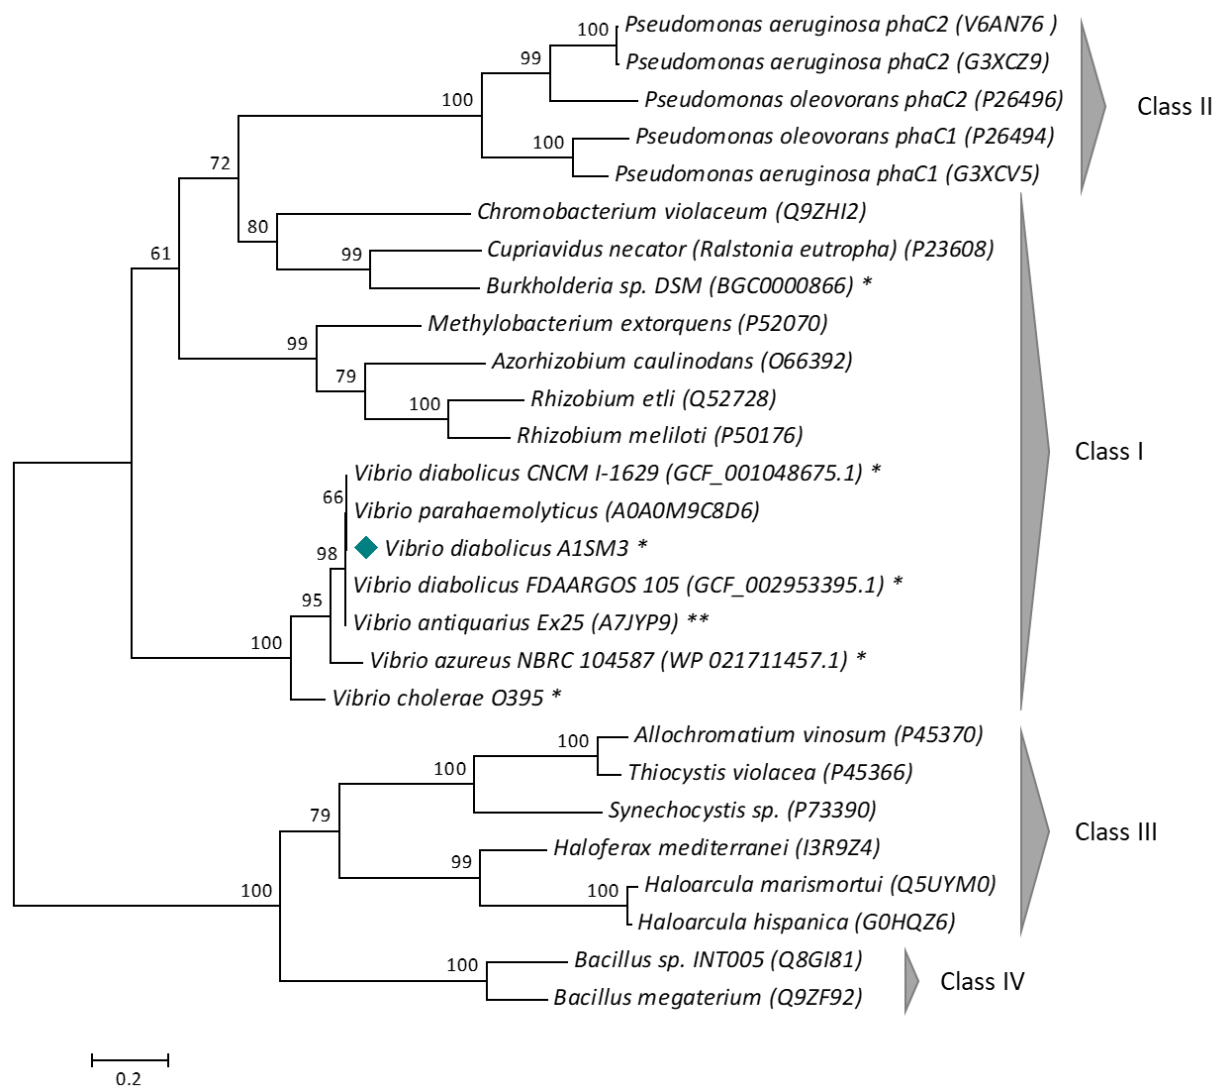 Pseudomonas aeruginosa phaC2 (V6AN76 )
100
Pseudomonas aeruginosa phaC2 (G3XCZ9)
99
Pseudomonas oleovorans phaC2 (P26496)
Class II
100
Pseudomonas oleovorans phaC1 (P26494)
100
Pseudomonas aeruginosa phaC1 (G3XCV5)
72
Chromobacterium violaceum (Q9ZHI2)
80
Cupriavidus necator (Ralstonia eutropha) (P23608)
99
61
Burkholderia sp. DSM (BGC0000866) *
Methylobacterium extorquens (P52070)
99
Azorhizobium caulinodans (O66392)
79
Rhizobium etli (Q52728)
100
Rhizobium meliloti (P50176)
Class I
Vibrio diabolicus CNCM I-1629 (GCF_001048675.1) *
66
Vibrio parahaemolyticus (A0A0M9C8D6)
Vibrio diabolicus A1SM3 *
98
Vibrio diabolicus FDAARGOS 105 (GCF_002953395.1) *
95
Vibrio antiquarius Ex25 (A7JYP9) **
100
Vibrio azureus NBRC 104587 (WP 021711457.1) *
Vibrio cholerae O395 *
Allochromatium vinosum (P45370)
100
Thiocystis violacea (P45366)
100
Synechocystis sp. (P73390)
79
Class III
Haloferax mediterranei (I3R9Z4)
99
Haloarcula marismortui (Q5UYM0)
100
100
Haloarcula hispanica (G0HQZ6)
Bacillus sp. INT005 (Q8GI81)
100
Class IV
Bacillus megaterium (Q9ZF92)
0.2